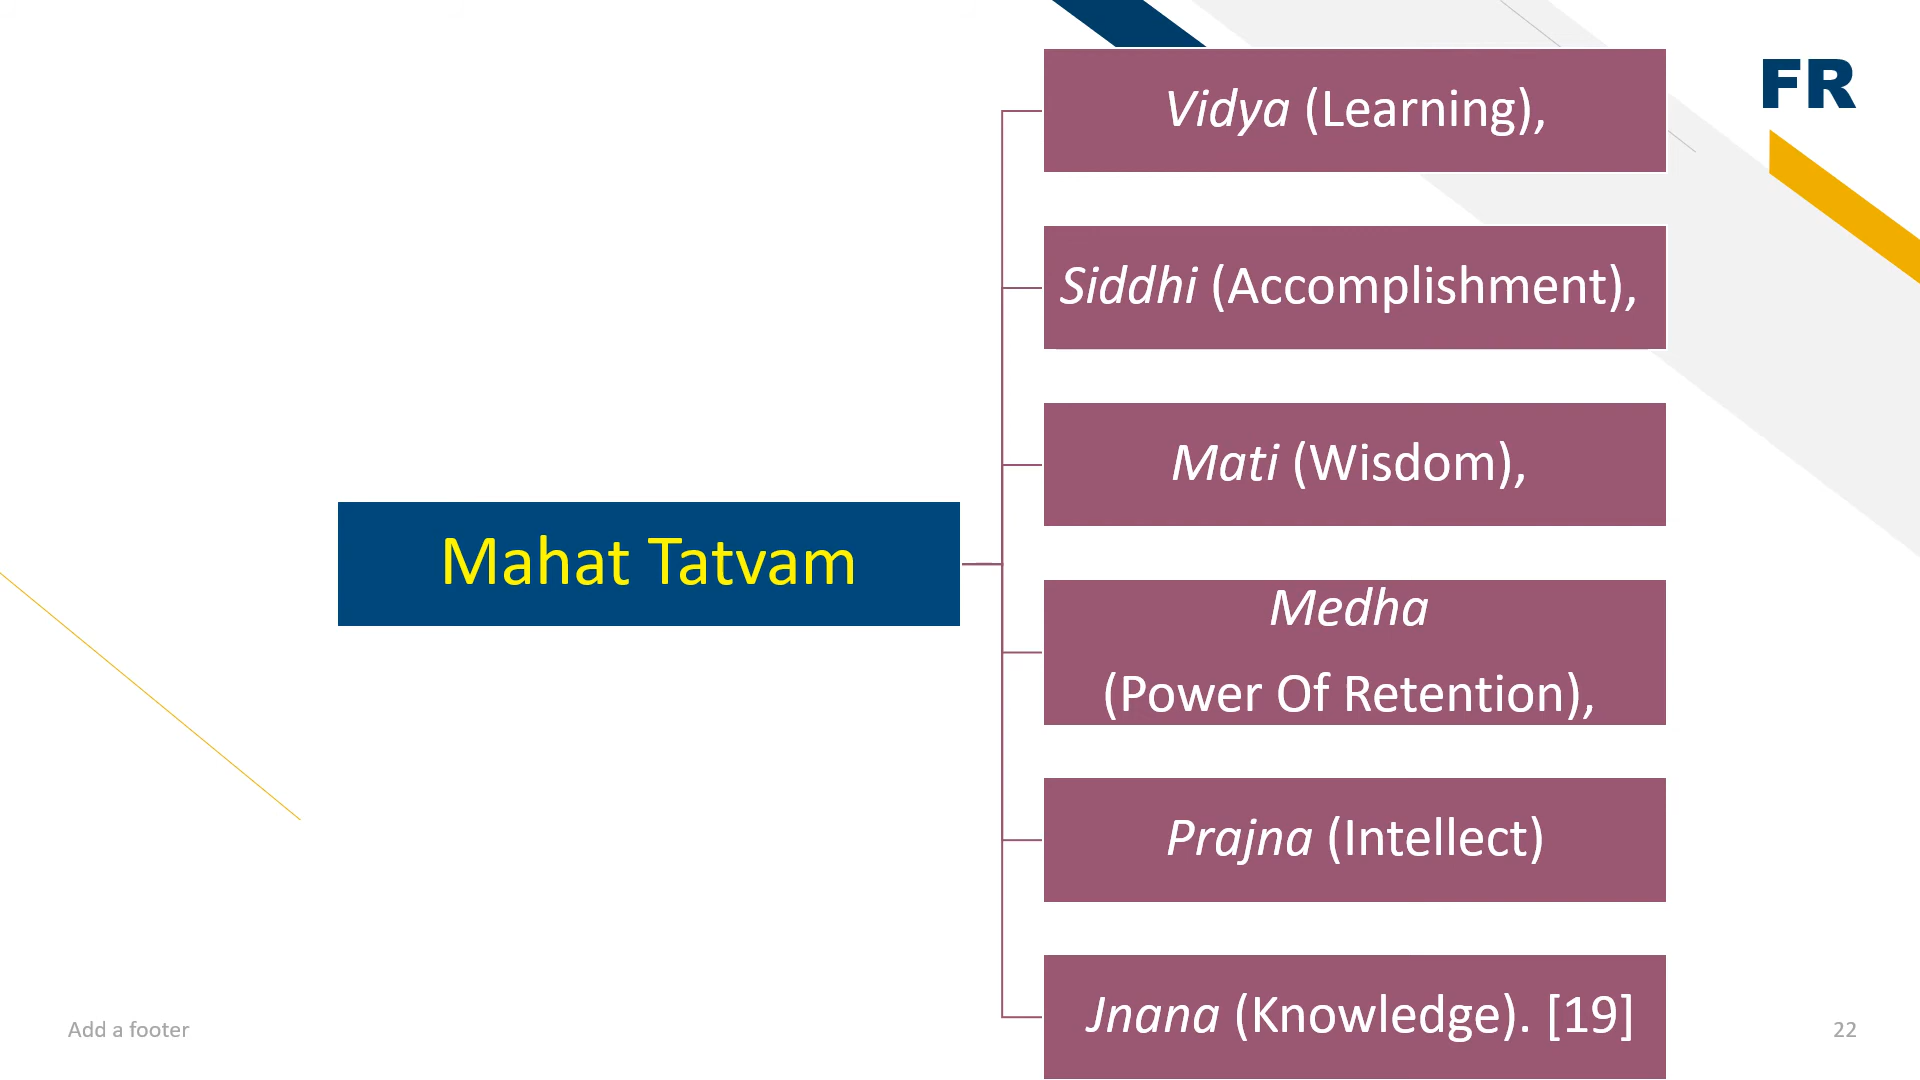 FR
Vidya (Learning),
Siddhi (Accomplishment),
Mati (Wisdom),
Mahat Tatvam
Medha
(Power Of Retention),
Prajna (Intellect)
Jnana (Knowledge). [19]
Add a footer
22